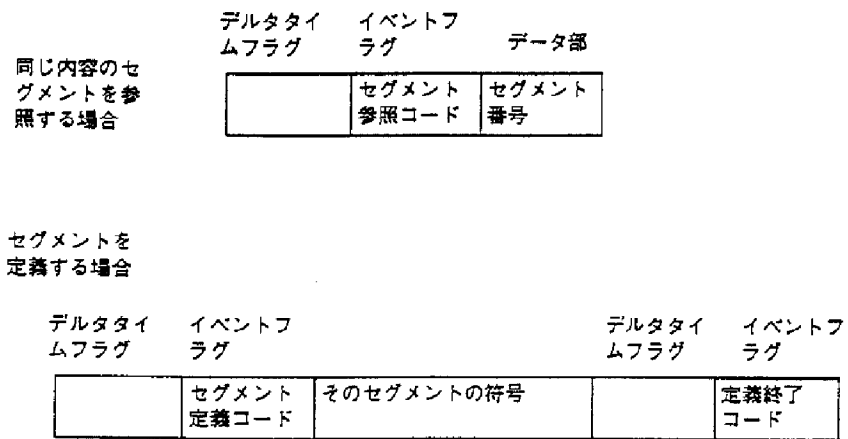 デルタタイ
ムフラグ
イベントフ
ラグ
データ部
同じ内容のセ
グメントを参
照する場合
セグメント
参照コード
セグメント
番号
セグメントを
定義する場合
デルタタイ
ムフラグ
イベントフ
ラグ
デルタタイ
ムフラグ
イベントフ
ラグ
セグメント
定義コード
そのセグメントの符号
定義終了
コード